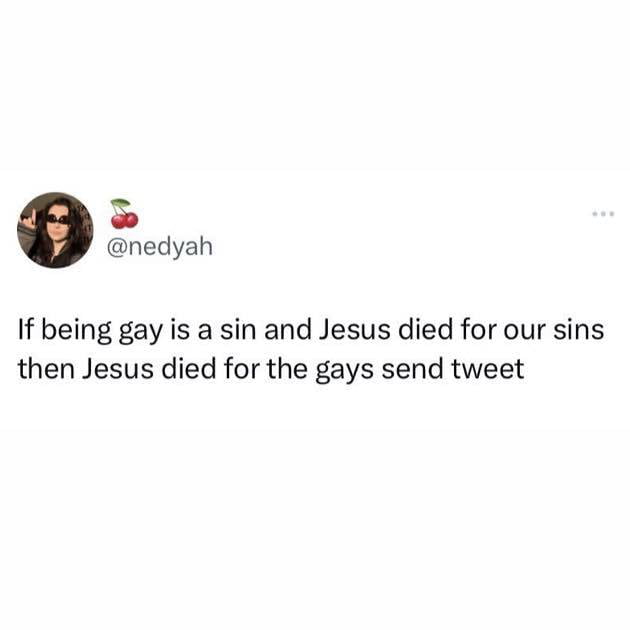 🍒
@nedyah
If being gay is a sin and Jesus died for our sins
then Jesus died for the gays send tweet